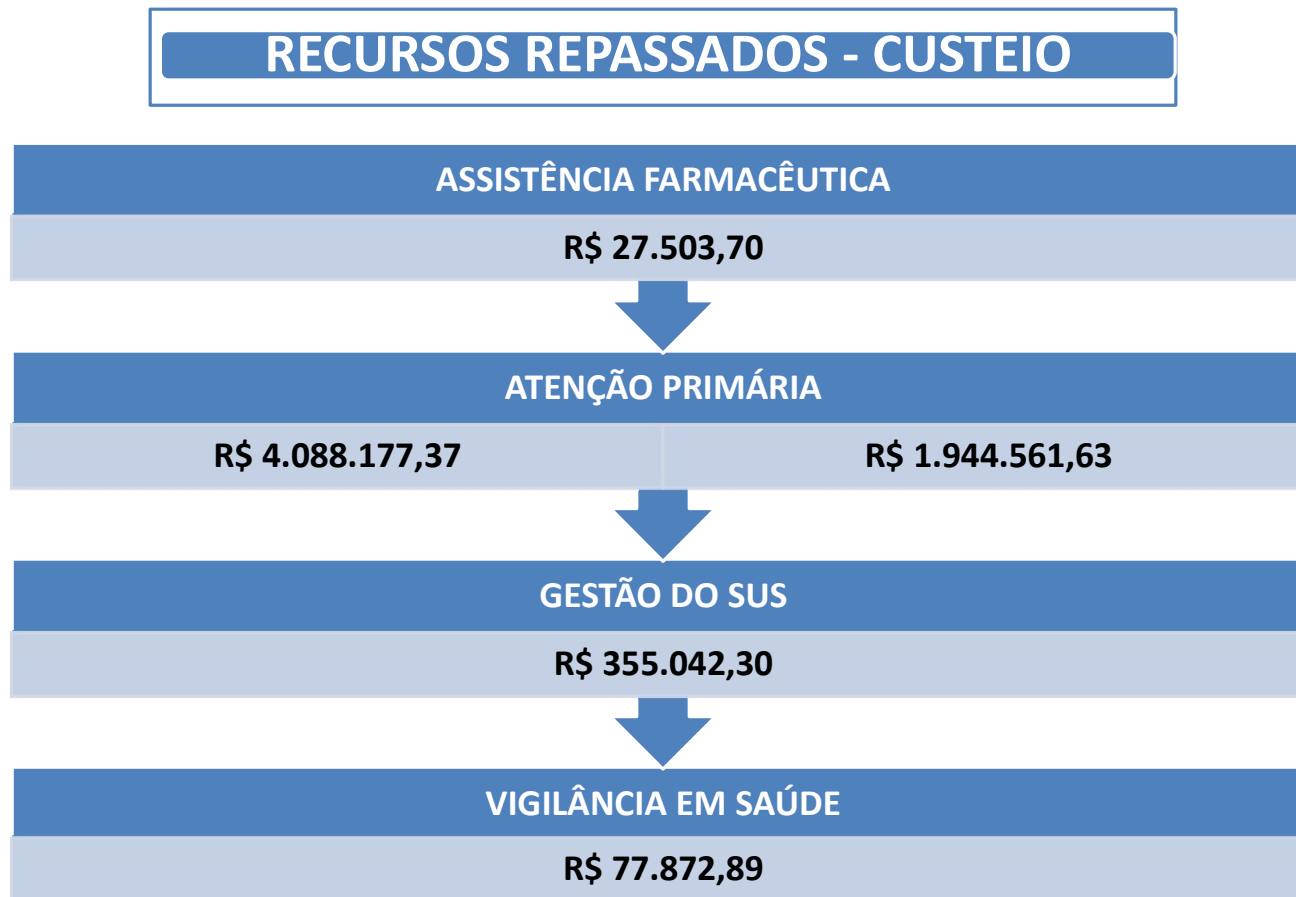 RECURSOS REPASSADOS - CUSTEIO
ASSISTÊNCIA FARMACÊUTICA
R$ 27.503,70
ATENÇÃO PRIMÁRIA
R$ 4.088.177,37
R$ 1.944.561,63
GESTÃO DO SUS
R$ 355.042,30
VIGILÂNCIA EM SAÚDE
R$ 77.872,89